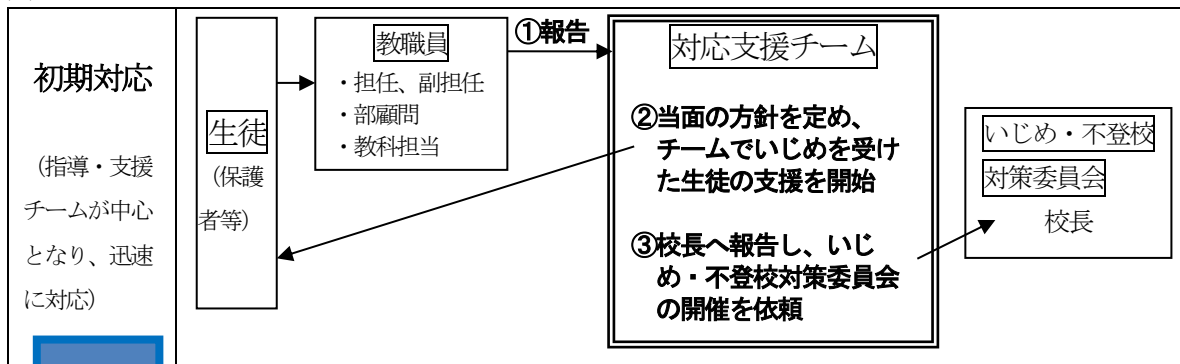 初期対応
(指導・支援
チームが中心
となり、迅速
に対応)
生徒
(保護
者等)
教職員
・担任、副担任
・部顧問
・教科担当
①報告
対応支援チーム
②当面の方針を定め、
チームでいじめを受け
た生徒の支援を開始
③校長へ報告し、いじ
め・不登校対策委員会
の開催を依頼
いじめ・不登校
対策委員会
校長